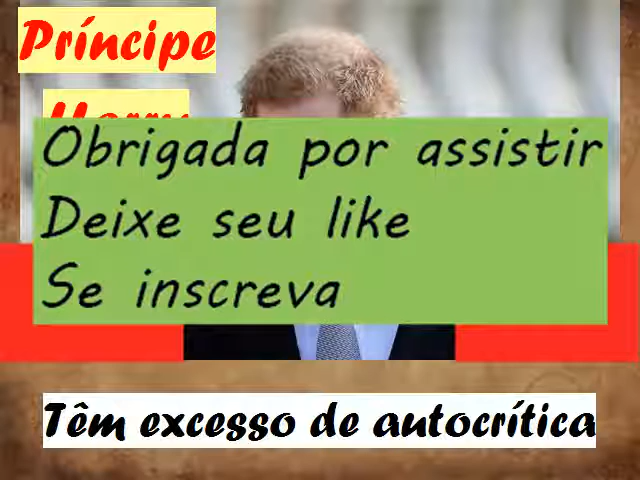 Príncipe
Obrigada por assistir
Deixe seu like
Se inscreva
Têm excesso de autocrítica